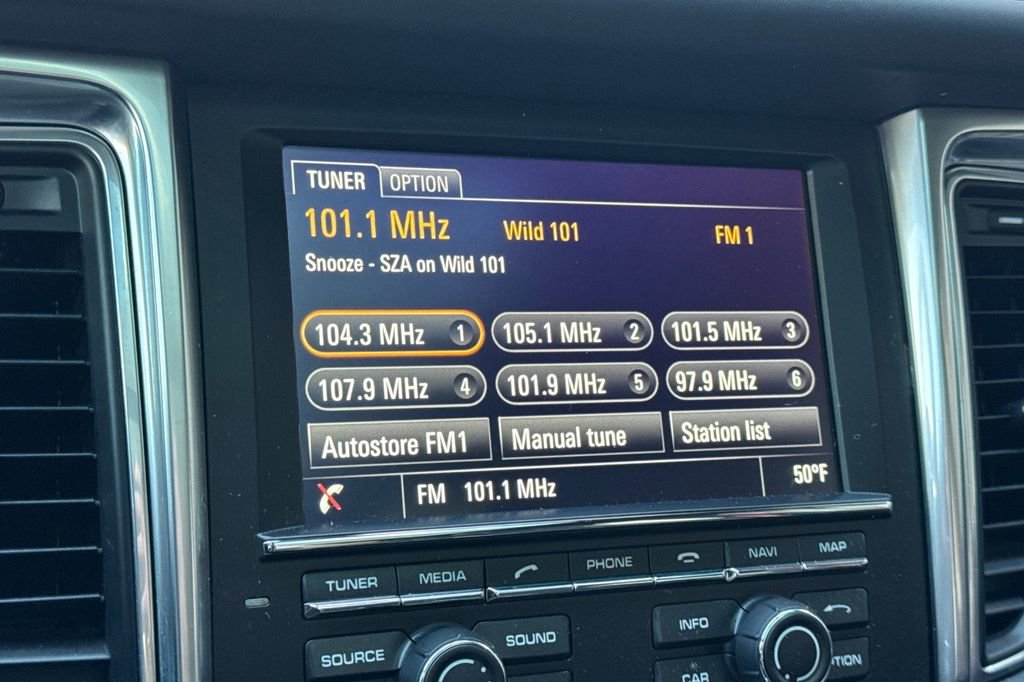 TUNER OPTION
101.1 MHz Wild 101 FM 1
Snooze - SZA on Wild 101
104.3 MHz 1 105.1 MHz 2 101.5 MHz 3
107.9 MHz 4 101.9 MHz 5 97.9 MHz 6
Autostore FM1 Manual tune Station list
FM 101.1 MHz 50°F
TUNER MEDIA PHONE NAVI MAP
SOURCE SOUND INFO
CAR